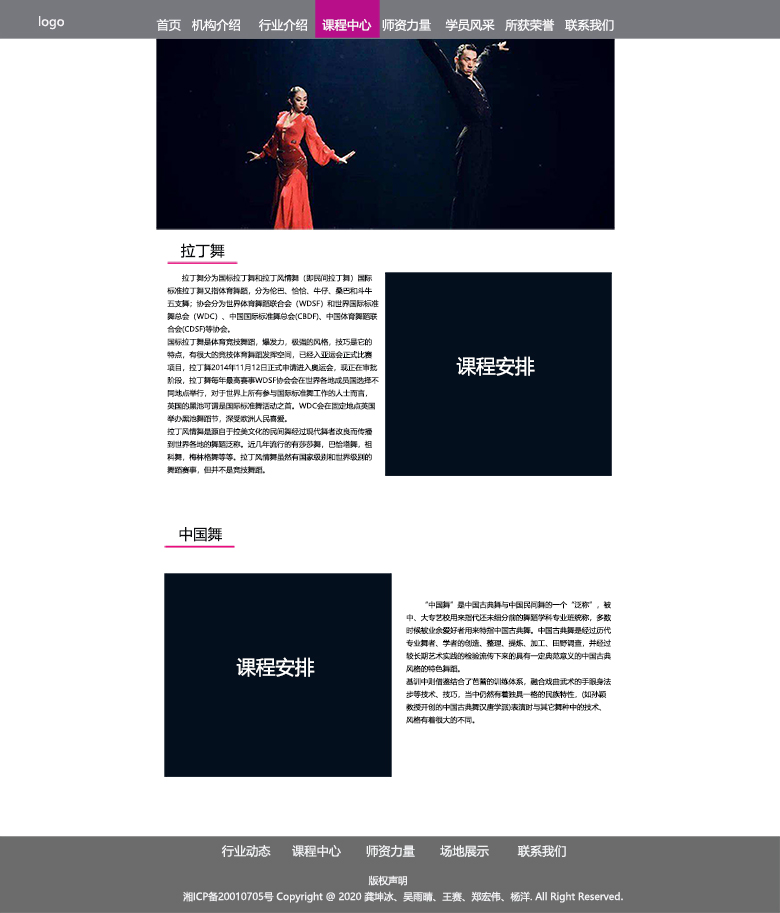 logo 首页 机构介绍 行业介绍 课程中心 师资力量 学员风采 所获荣誉 联系我们
拉丁舞
拉丁舞分为国标拉丁舞和拉丁风情舞（即民间拉丁舞）国际
标准拉丁舞又指体育舞蹈，分为伦巴、恰恰、牛仔、桑巴和斗牛
五支舞；协会分为世界体育舞蹈联合会（WDSF）和世界国际标准
舞总会（WDC）、中国国际标准舞总会(CBDF)、中国体育舞蹈联
合会(CDSF)等协会。
国标拉丁舞是体育竞技舞蹈，爆发力，极强的风格，技巧是它的
特点，有很大的竞技体育舞蹈发挥空间，已经入亚运会正式比赛
项目，拉丁舞2014年11月12日正式申请进入奥运会，现正在审批
阶段，拉丁舞每年最高赛事WDSF协会会在世界各地成员国选择不
同地点举行，对于世界上所有参与国际标准舞工作的人士而言，
英国的黑池可谓是国际标准舞活动之首。WDC会在固定地点英国
举办黑池舞蹈节，深受欧洲人民喜爱。
拉丁风情舞是源自于拉美文化的民间舞经过现代舞者改良而传播
到世界各地的舞蹈泛称。近几年流行的有莎莎舞，巴恰塔舞，祖
科舞，梅林格舞等等。拉丁风情舞虽然有国家级别和世界级别的
舞蹈赛事，但并不是竞技舞蹈。
课程安排
中国舞
课程安排
“中国舞”是中国古典舞与中国民间舞的一个“泛称”，被
中、大专艺校用来指代还未细分前的舞蹈学科专业班统称，多数
时候被业余爱好者用来特指中国古典舞。中国古典舞是经过历代
专业舞者、学者的创造、整理、提炼、加工、田野调查，并经过
较长期艺术实践的检验流传下来的具有一定典范意义的中国古典
风格的特色舞蹈。
基训中则借鉴结合了芭蕾的训练体系，融合戏曲武术的手眼身法
步等技术、技巧，当中仍然有着独具一格的民族特性，(如孙颖
教授开创的中国古典舞汉唐学派)表演时与其它舞种中的技术、
风格有着很大的不同。
行业动态 课程中心 师资力量 场地展示 联系我们
版权声明
湘ICP备20010705号 Copyright @ 2020 龚坤冰、吴雨晴、王赛、郑宏伟、杨洋. All Right Reserved.